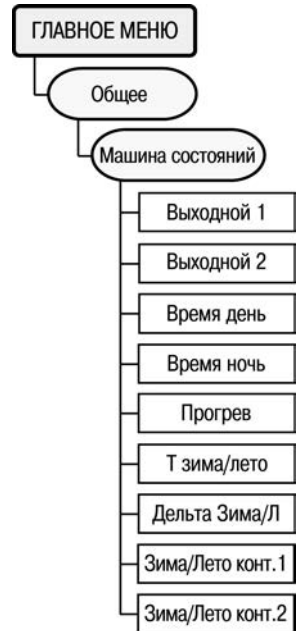 ГЛАВНОЕ МЕНЮ
Общее
Машина состояний
Выходной 1
Выходной 2
Время день
Время ночь
Прогрев
Т зима/лето
Дельта Зима/Л
Зима/Лето конт.1
Зима/Лето конт.2